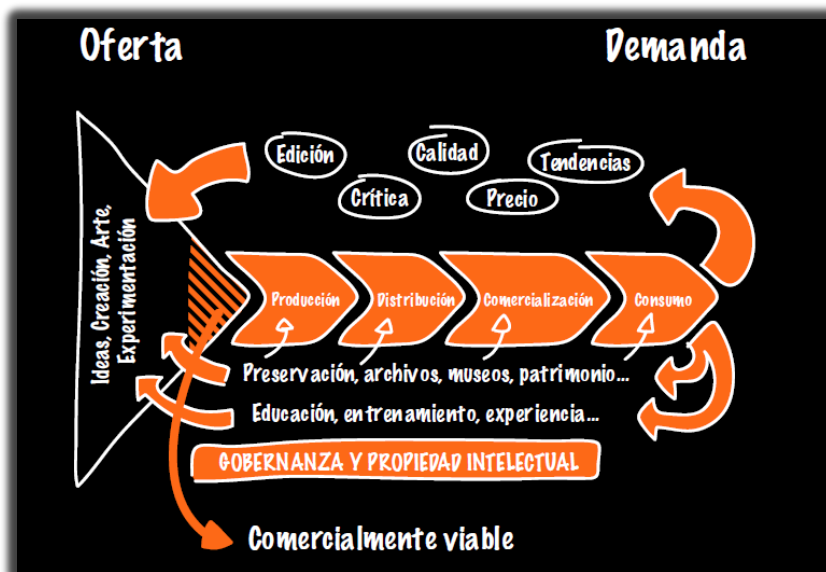 Oferta
Demanda
Edición
Calidad
Tendencias
Crítica
Precio
Ideas, Creación, Arte,
Experimentación
Producción
Distribución
Comercialización
Consumo
Preservación, archivos, museos, patrimonio...
Educación, entrenamiento, experiencia...
GOBERNANZA Y PROPIEDAD INTELECTUAL
Comercialmente viable